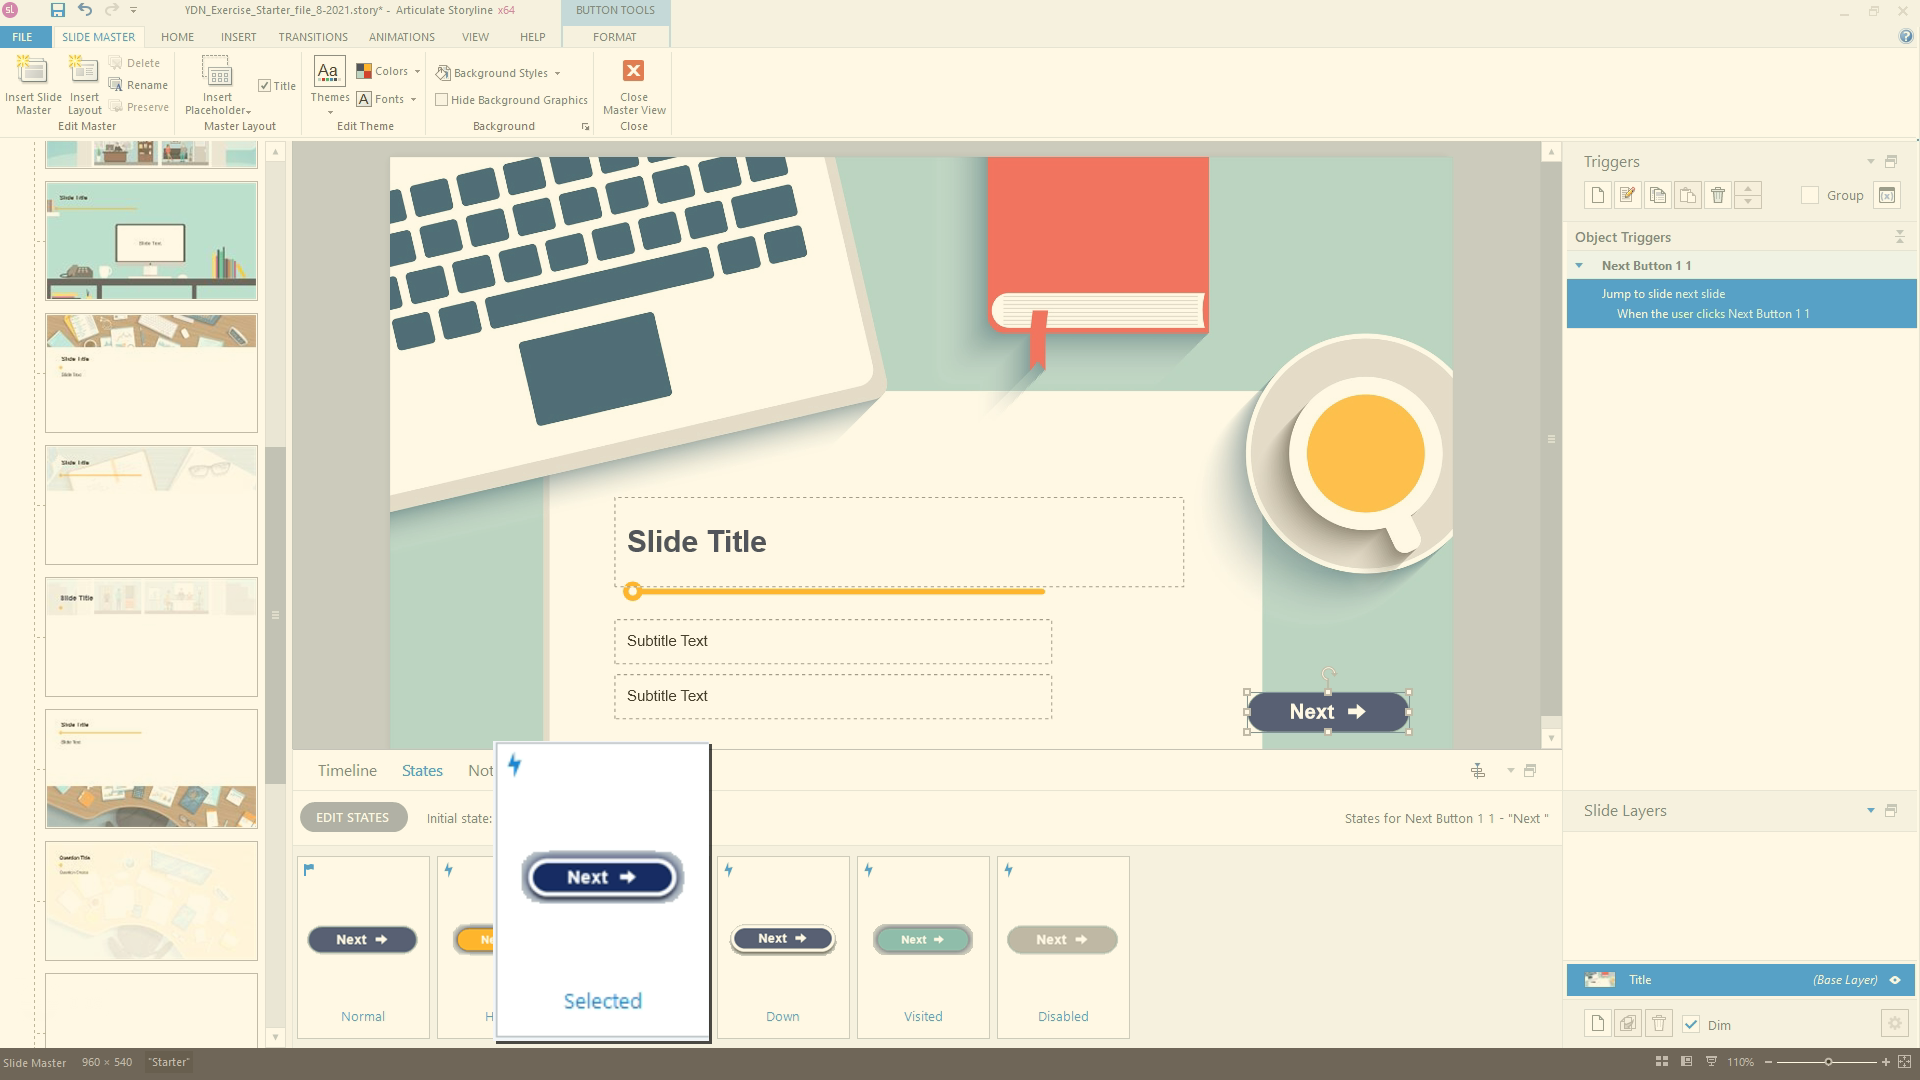 sl
YDN_Exercise_Starter_file_8-2021.story* - Articulate Storyline x64
BUTTON TOOLS
FILE
SLIDE MASTER
HOME
INSERT
TRANSITIONS
ANIMATIONS
VIEW
HELP
FORMAT
Insert Slide Master
Insert Layout
Delete
Rename
Preserve
Edit Master
Insert Placeholder
Title
Master Layout
Aa
Themes
Colors
A Fonts
Edit Theme
Background Styles
Hide Background Graphics
Background
Close Master View
Close
Slide Title
Slide Text
Slide Title
Slide Text
Slide Title
Slide Title
Slide Title
Slide Text
Question Title
Slide Title
Subtitle Text
Subtitle Text
Next
Triggers
Group
Object Triggers
Next Button 1 1
Jump to slide next slide
When the user clicks Next Button 1 1
Timeline
States
Not
EDIT STATES
Initial state:
States for Next Button 1 1 - "Next "
Next
Normal
Ne
H
Next
Selected
Next
Down
Next
Visited
Next
Disabled
Slide Layers
Title
(Base Layer)
Dim
Slide Master
960 × 540
"Starter"
110%